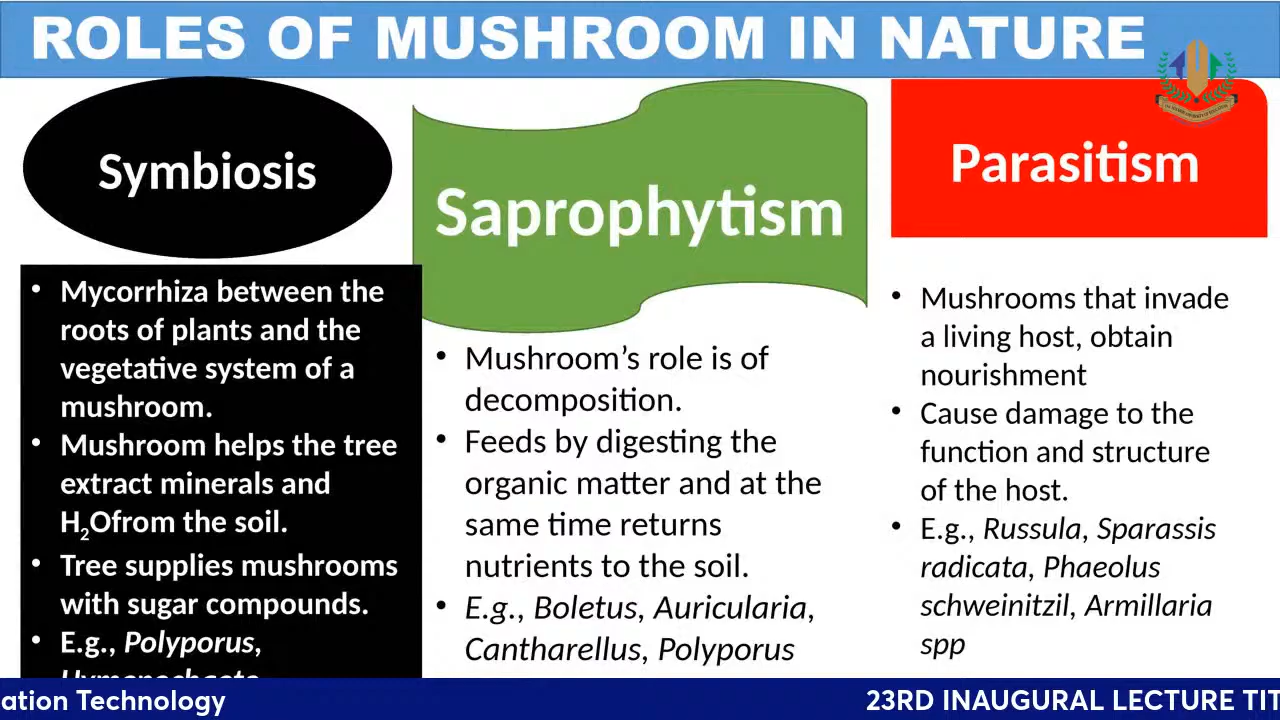 ROLES OF MUSHROOM IN NATURE
Symbiosis
• Mycorrhiza between the
roots of plants and the
vegetative system of a
mushroom.
• Mushroom helps the tree
extract minerals and
H₂Ofrom the soil.
• Tree supplies mushrooms
with sugar compounds.
• E.g., Polyporus,
Saprophytism
• Mushroom’s role is of
decomposition.
• Feeds by digesting the
organic matter and at the
same time returns
nutrients to the soil.
• E.g., Boletus, Auricularia,
Cantharellus, Polyporus
Parasitism
• Mushrooms that invade
a living host, obtain
nourishment
• Cause damage to the
function and structure
of the host.
• E.g., Russula, Sparassis
radicata, Phaeolus
schweinitzil, Armillaria
spp
ation Technology
23RD INAUGURAL LECTURE TIT